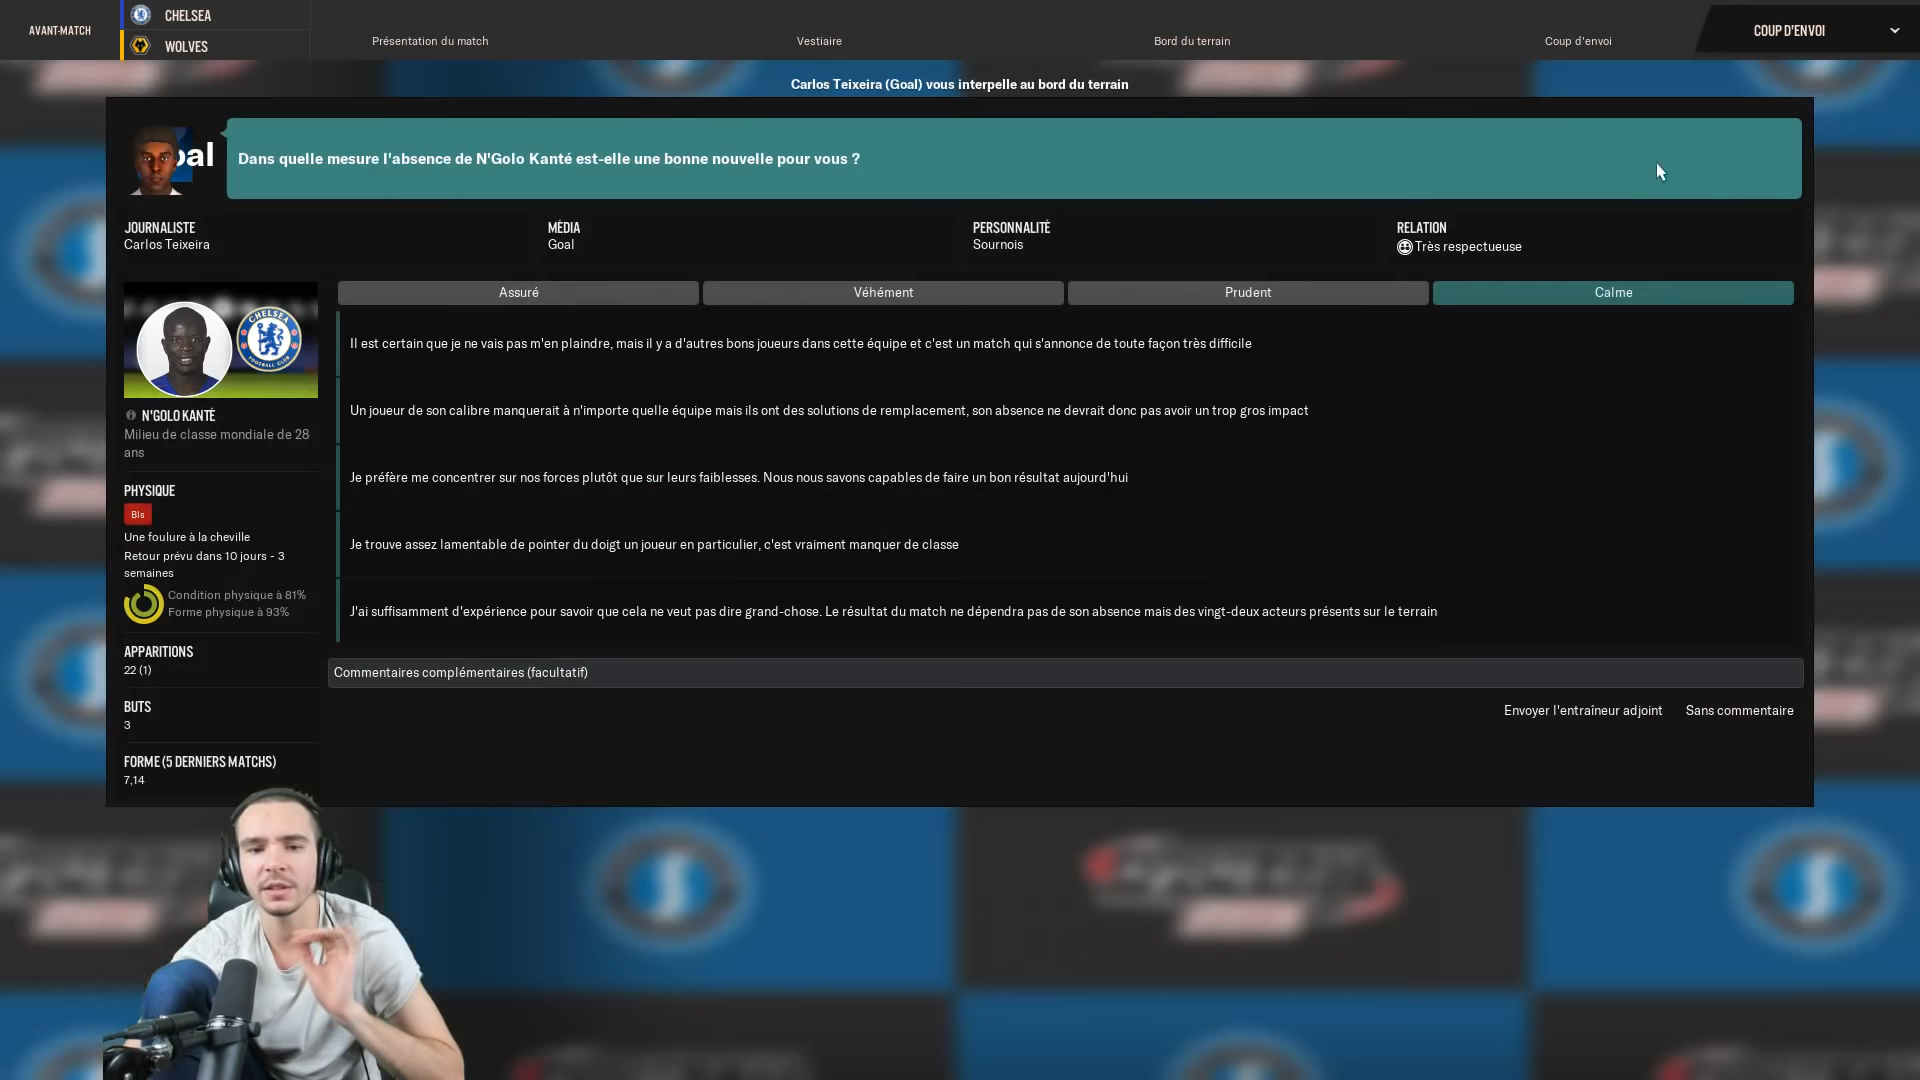 AVANT-MATCH
CHELSEA
WOLVES
Présentation du match
Vestiaire
Bord du terrain
Coup d'envoi
COUP D'ENVOI
Carlos Teixeira (Goal) vous interpelle au bord du terrain
Dans quelle mesure l'absence de N'Golo Kanté est-elle une bonne nouvelle pour vous ?
JOURNALISTE
Carlos Teixeira
MÉDIA
Goal
PERSONNALITÉ
Sournois
RELATION
Très respectueuse
Assuré
Véhément
Prudent
Calme
CHELSEA
FOOTBALL CLUB
Il est certain que je ne vais pas m'en plaindre, mais il y a d'autres bons joueurs dans cette équipe et c'est un match qui s'annonce de toute façon très difficile
Un joueur de son calibre manquerait à n'importe quelle équipe mais ils ont des solutions de remplacement, son absence ne devrait donc pas avoir un trop gros impact
Je préfère me concentrer sur nos forces plutôt que sur leurs faiblesses. Nous nous savons capables de faire un bon résultat aujourd'hui
Je trouve assez lamentable de pointer du doigt un joueur en particulier, c'est vraiment manquer de classe
J'ai suffisamment d'expérience pour savoir que cela ne veut pas dire grand-chose. Le résultat du match ne dépendra pas de son absence mais des vingt-deux acteurs présents sur le terrain
Commentaires complémentaires (facultatif)
Envoyer l'entraîneur adjoint
Sans commentaire
N'GOLO KANTÉ
Milieu de classe mondiale de 28
ans
PHYSIQUE
Bls
Une foulure à la cheville
Retour prévu dans 10 jours - 3
semaines
Condition physique à 81%
Forme physique à 93%
APPARITIONS
22 (1)
BUTS
3
FORME (5 DERNIERS MATCHS)
7,14